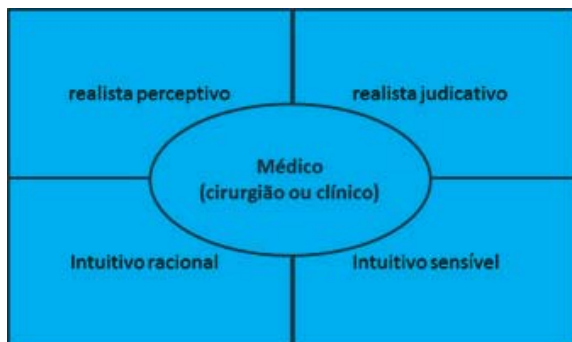 realista perceptivo
realista judicativo
Médico
(cirurgião ou clínico)
Intuitivo racional
Intuitivo sensível